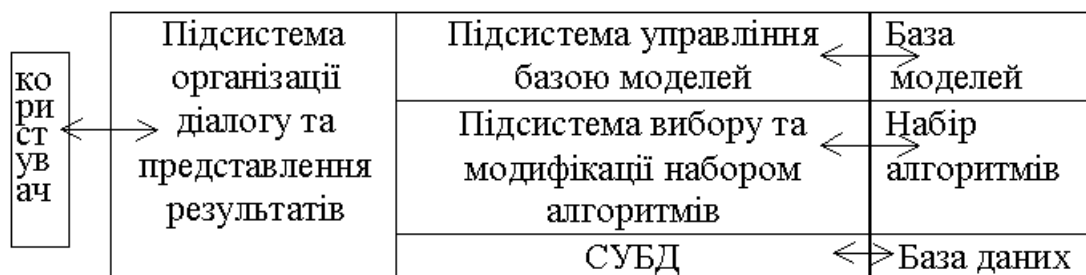 ко
ри
ст
ув
ач
Підсистема
організації
діалогу та
представлення
результатів
Підсистема управління
базою моделей
База
моделей
Підсистема вибору та
модифікації набором
алгоритмів
Набір
алгоритмів
СУБД
База даних